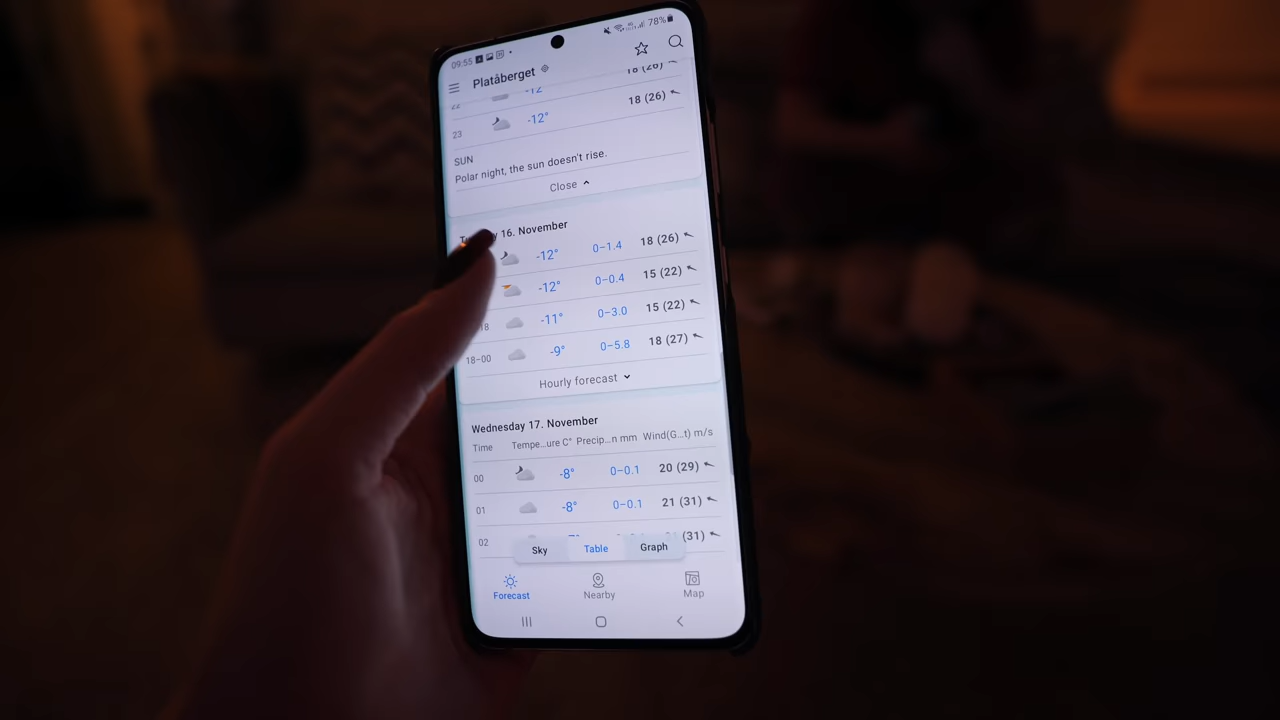 09:55 78%
Platåberget
-12°
23 -12° 18 (26)
SUN
Polar night, the sun doesn't rise.
Close
16. November
-12° 0–1.4 18 (26)
-12° 0–0.4 15 (22)
18 -11° 0–3.0 15 (22)
18–00 -9° 0–5.8 18 (27)
Hourly forecast
Wednesday 17. November
Time Tempe...ure C° Precip...n mm Wind(G...t) m/s
00 -8° 0–0.1 20 (29)
01 -8° 0–0.1 21 (31)
02 (31)
Sky Table Graph
Forecast Nearby Map